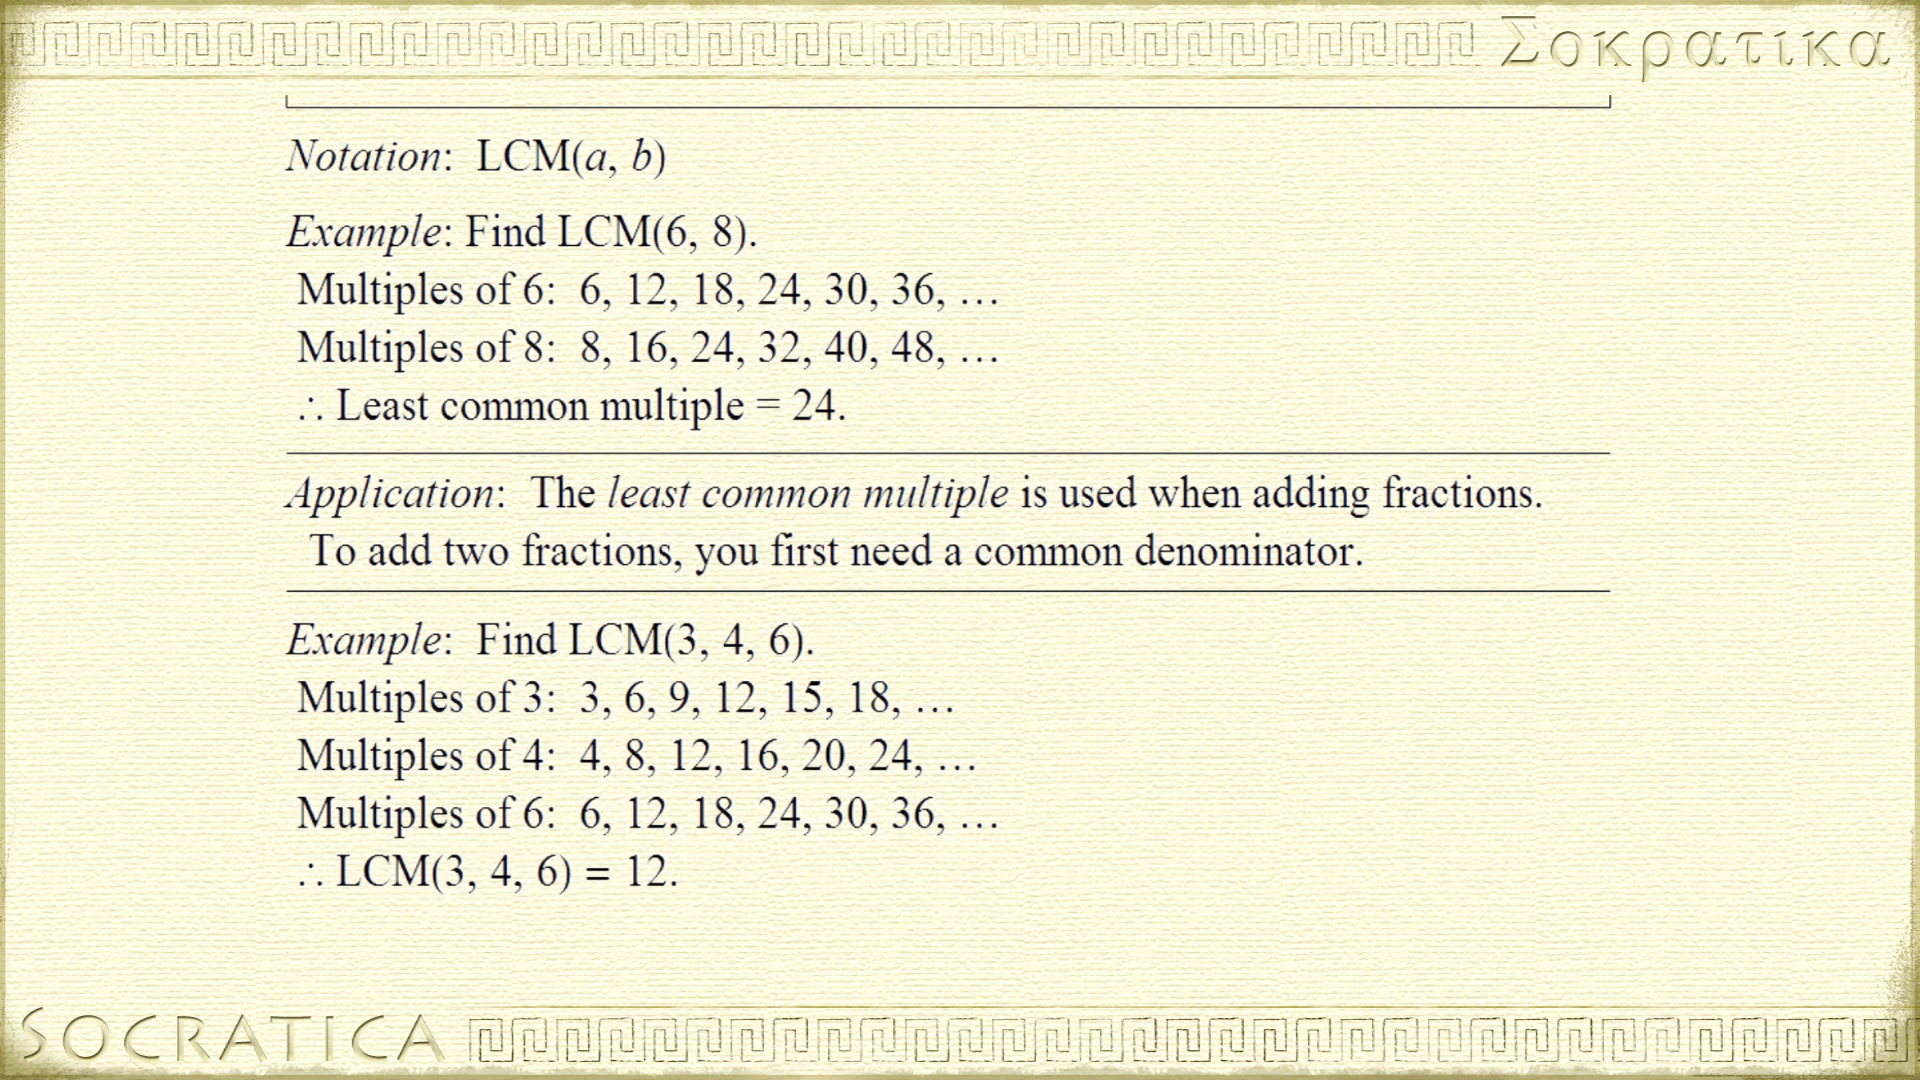 Σοκρατικα
Notation: LCM(a, b)
Example: Find LCM(6, 8).
Multiples of 6: 6, 12, 18, 24, 30, 36, …
Multiples of 8: 8, 16, 24, 32, 40, 48, …
∴ Least common multiple = 24.
Application: The least common multiple is used when adding fractions.
To add two fractions, you first need a common denominator.
Example: Find LCM(3, 4, 6).
Multiples of 3: 3, 6, 9, 12, 15, 18, …
Multiples of 4: 4, 8, 12, 16, 20, 24, …
Multiples of 6: 6, 12, 18, 24, 30, 36, …
∴ LCM(3, 4, 6) = 12.
SOCRATICA